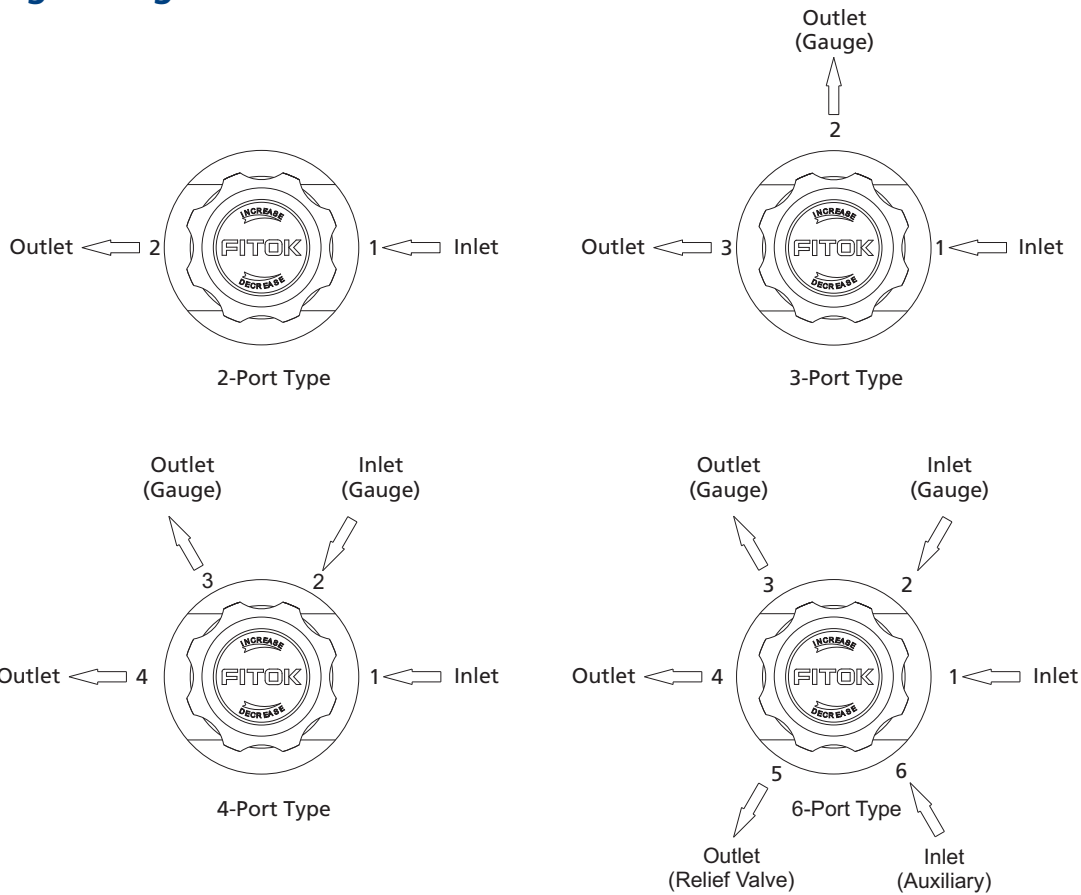 Outlet
(Gauge)
2
INCREASE
FITOK
DECREASE
Outlet
2
1
Inlet
2-Port Type
INCREASE
FITOK
DECREASE
Outlet
3
1
Inlet
3-Port Type
Outlet
(Gauge)
Inlet
(Gauge)
3
2
INCREASE
FITOK
DECREASE
Outlet
4
1
Inlet
4-Port Type
Outlet
(Gauge)
Inlet
(Gauge)
3
2
INCREASE
FITOK
DECREASE
Outlet
4
1
Inlet
5
6
6-Port Type
Outlet
(Relief Valve)
Inlet
(Auxiliary)